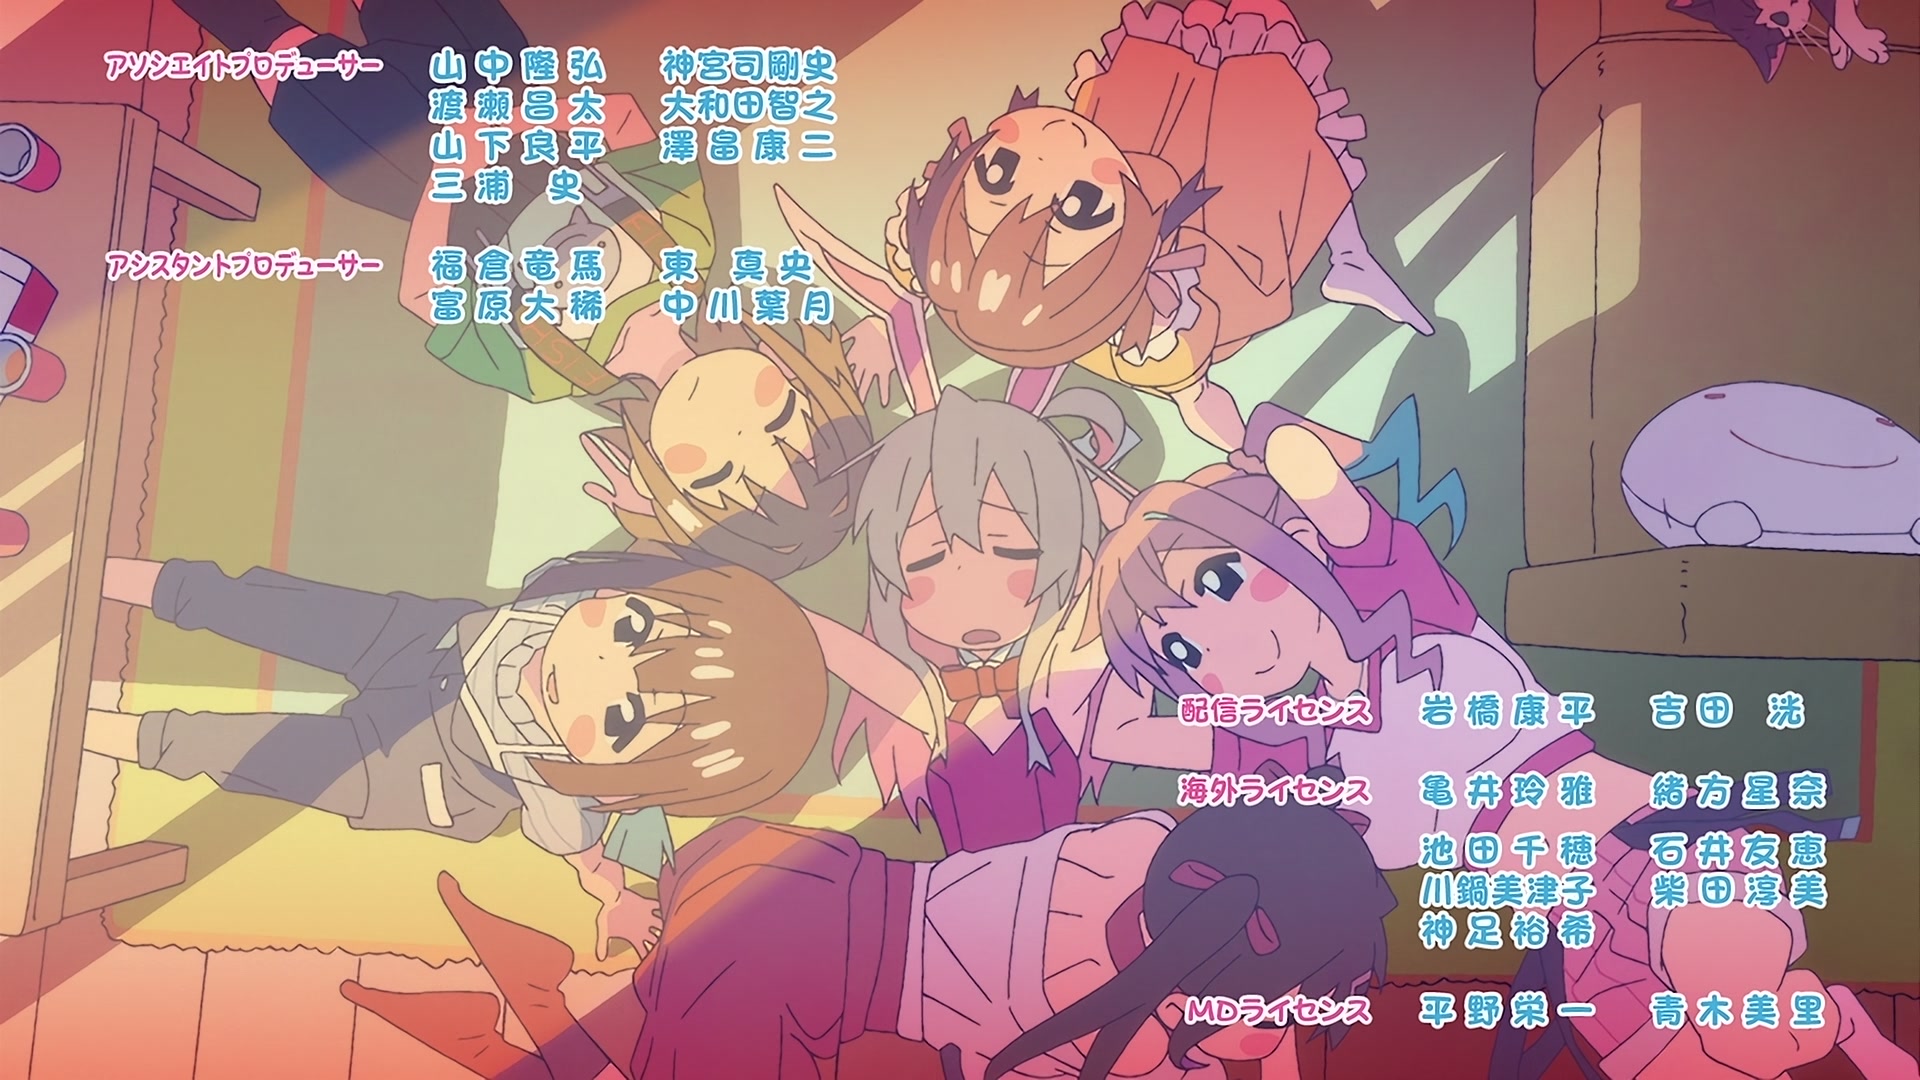 アソシエイトプロデューサー 山中隆弘 神宮司剛史
渡瀬昌太 大和田智之
山下良平 澤畠康二
三浦 史
アシスタントプロデューサー 福倉竜馬 東 真央
富原大稀 中川葉月
配信ライセンス 岩橋康平 吉田 洸
海外ライセンス 亀井玲雅 緒方星奈
池田千穂 石井友恵
川鍋美津子 柴田淳美
神足裕希
MDライセンス 平野栄一 青木美里